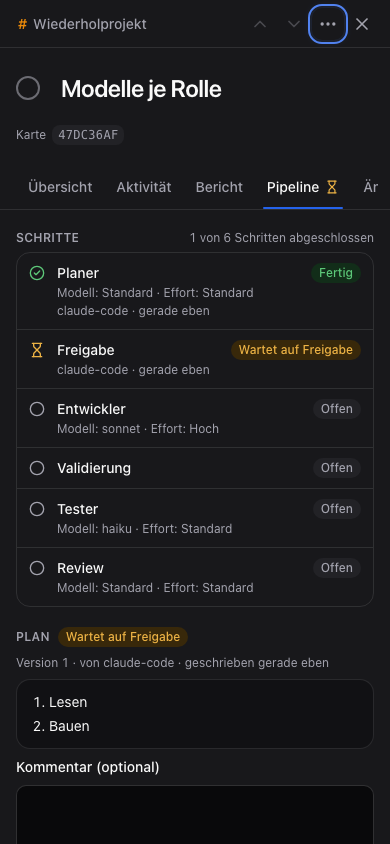 # Wiederholprojekt
Modelle je Rolle
Karte 47DC36AF
Übersicht Aktivität Bericht Pipeline Är
SCHRITTE 1 von 6 Schritten abgeschlossen
Planer Fertig
Modell: Standard · Effort: Standard
claude-code · gerade eben
Freigabe Wartet auf Freigabe
claude-code · gerade eben
Entwickler Offen
Modell: sonnet · Effort: Hoch
Validierung Offen
Tester Offen
Modell: haiku · Effort: Standard
Review Offen
Modell: Standard · Effort: Standard
PLAN Wartet auf Freigabe
Version 1 · von claude-code · geschrieben gerade eben
1. Lesen
2. Bauen
Kommentar (optional)